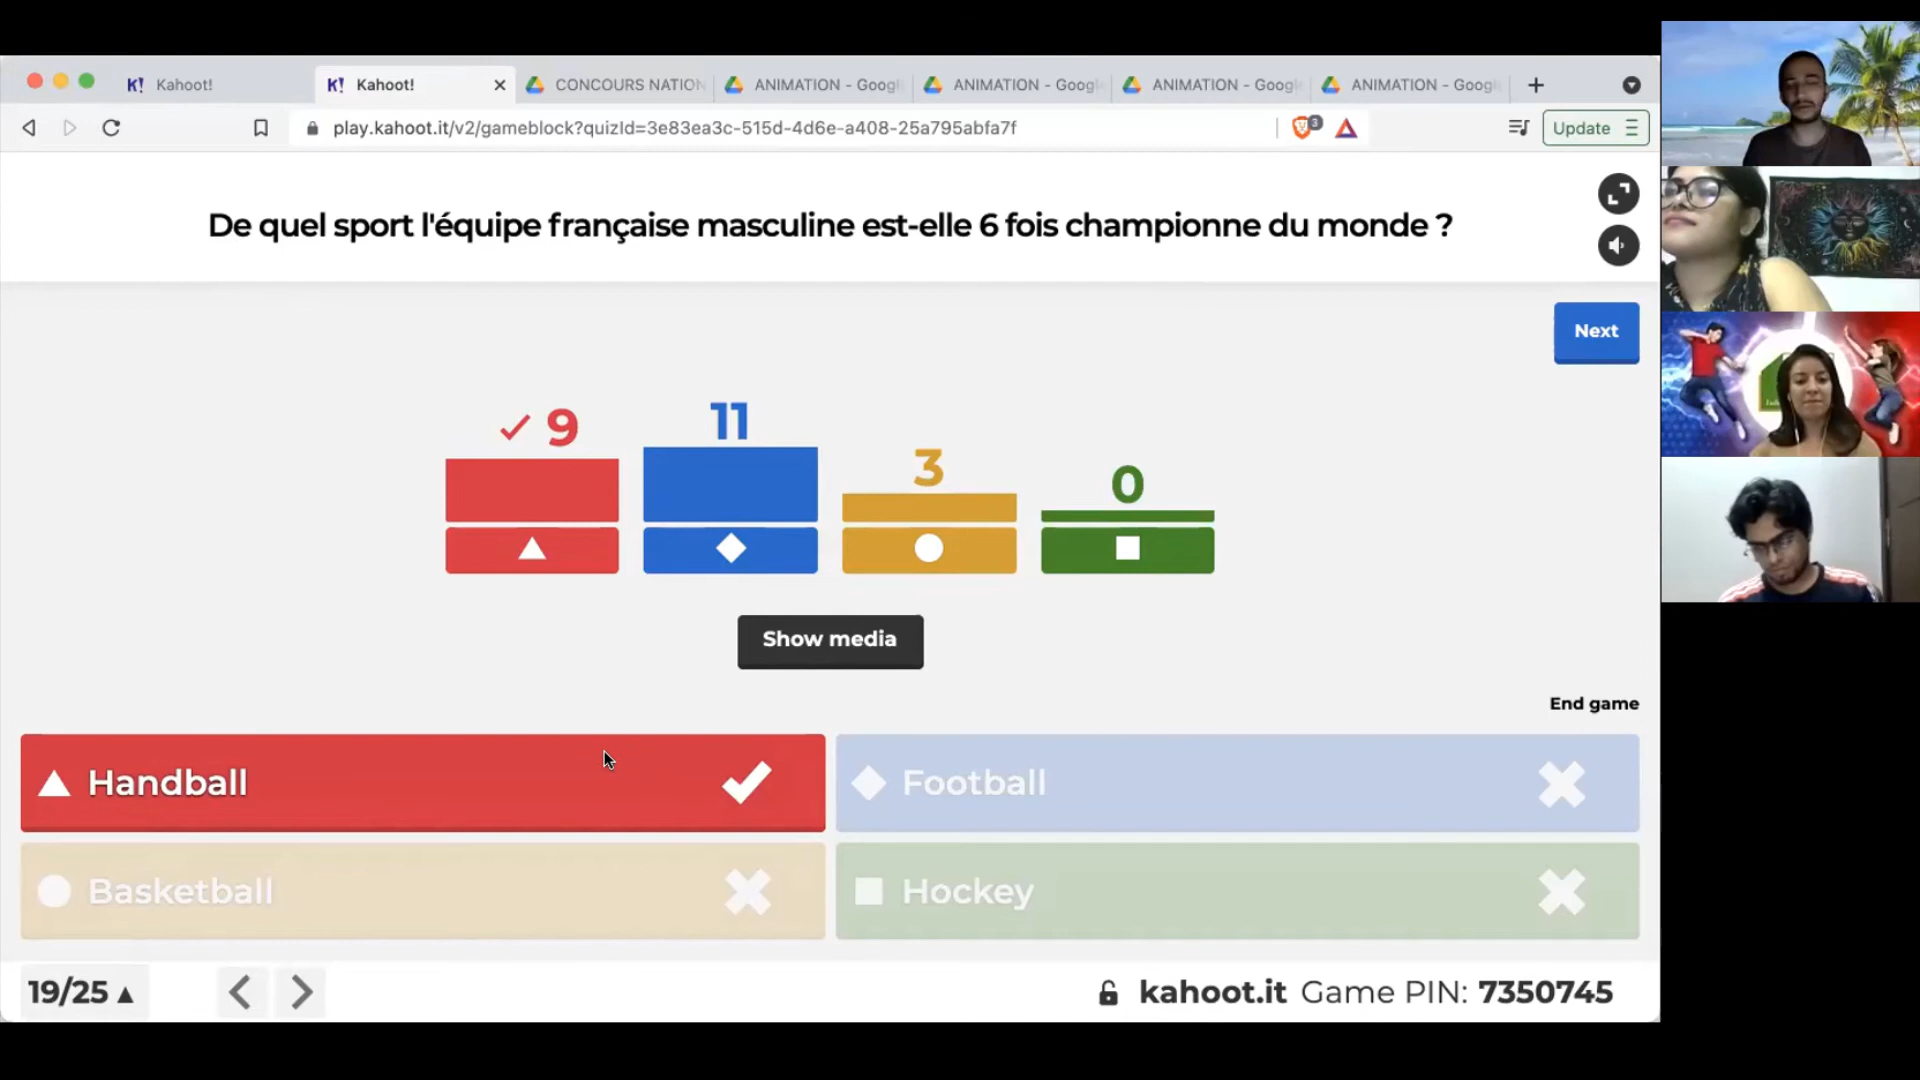 K! Kahoot!
K! Kahoot!
CONCOURS NATION
ANIMATION - Googl
ANIMATION - Googl
ANIMATION - Googl
ANIMATION - Googl
play.kahoot.it/v2/gameblock?quizId=3e83ea3c-515d-4d6e-a408-25a795abfa7f
3
Update
De quel sport l'équipe française masculine est-elle 6 fois championne du monde ?
Next
9
11
3
0
Show media
End game
Handball
Football
Basketball
Hockey
19/25
kahoot.it Game PIN: 7350745